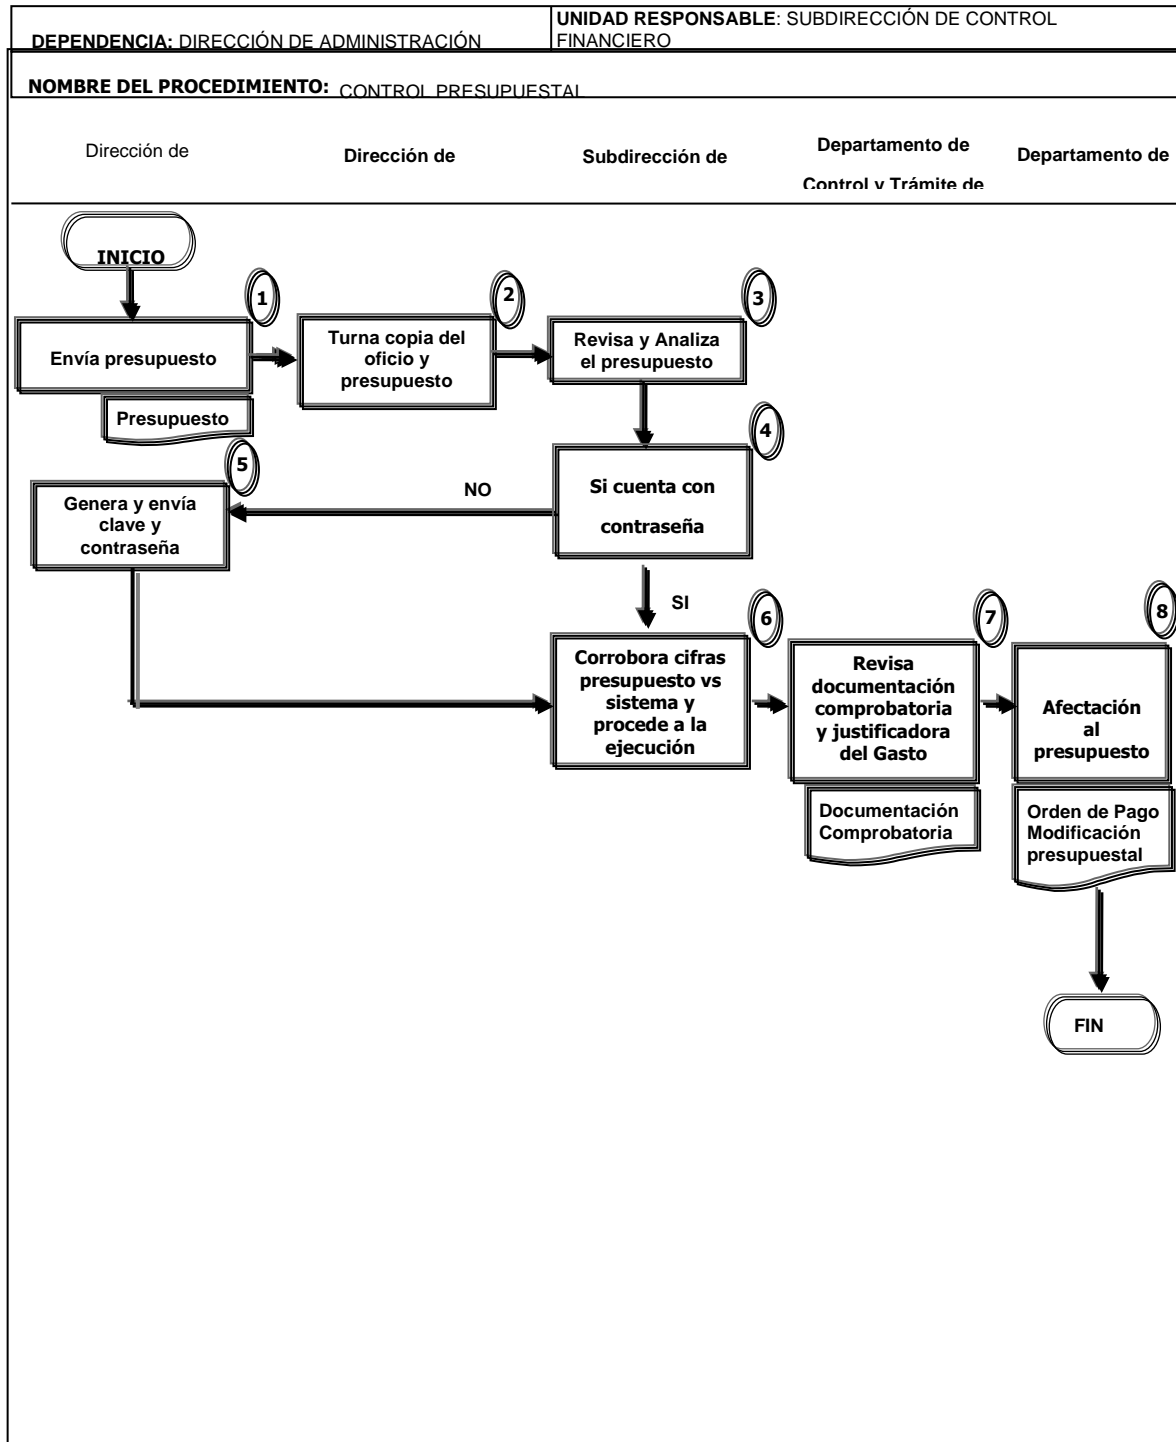 DEPENDENCIA: DIRECCIÓN DE ADMINISTRACIÓN
UNIDAD RESPONSABLE: SUBDIRECCIÓN DE CONTROL
FINANCIERO
NOMBRE DEL PROCEDIMIENTO: CONTROL PRESUPUESTAL
Dirección de
Dirección de
Subdirección de
Departamento de
Control y Trámite de
Departamento de
INICIO
1
Envía presupuesto
Presupuesto
2
Turna copia del
oficio y
presupuesto
3
Revisa y Analiza
el presupuesto
4
Si cuenta con
contraseña
NO
5
Genera y envía
clave y
contraseña
SI
6
Corrobora cifras
presupuesto vs
sistema y
procede a la
ejecución
7
Revisa
documentación
comprobatoria
y justificadora
del Gasto
Documentación
Comprobatoria
8
Afectación
al
presupuesto
Orden de Pago
Modificación
presupuestal
FIN